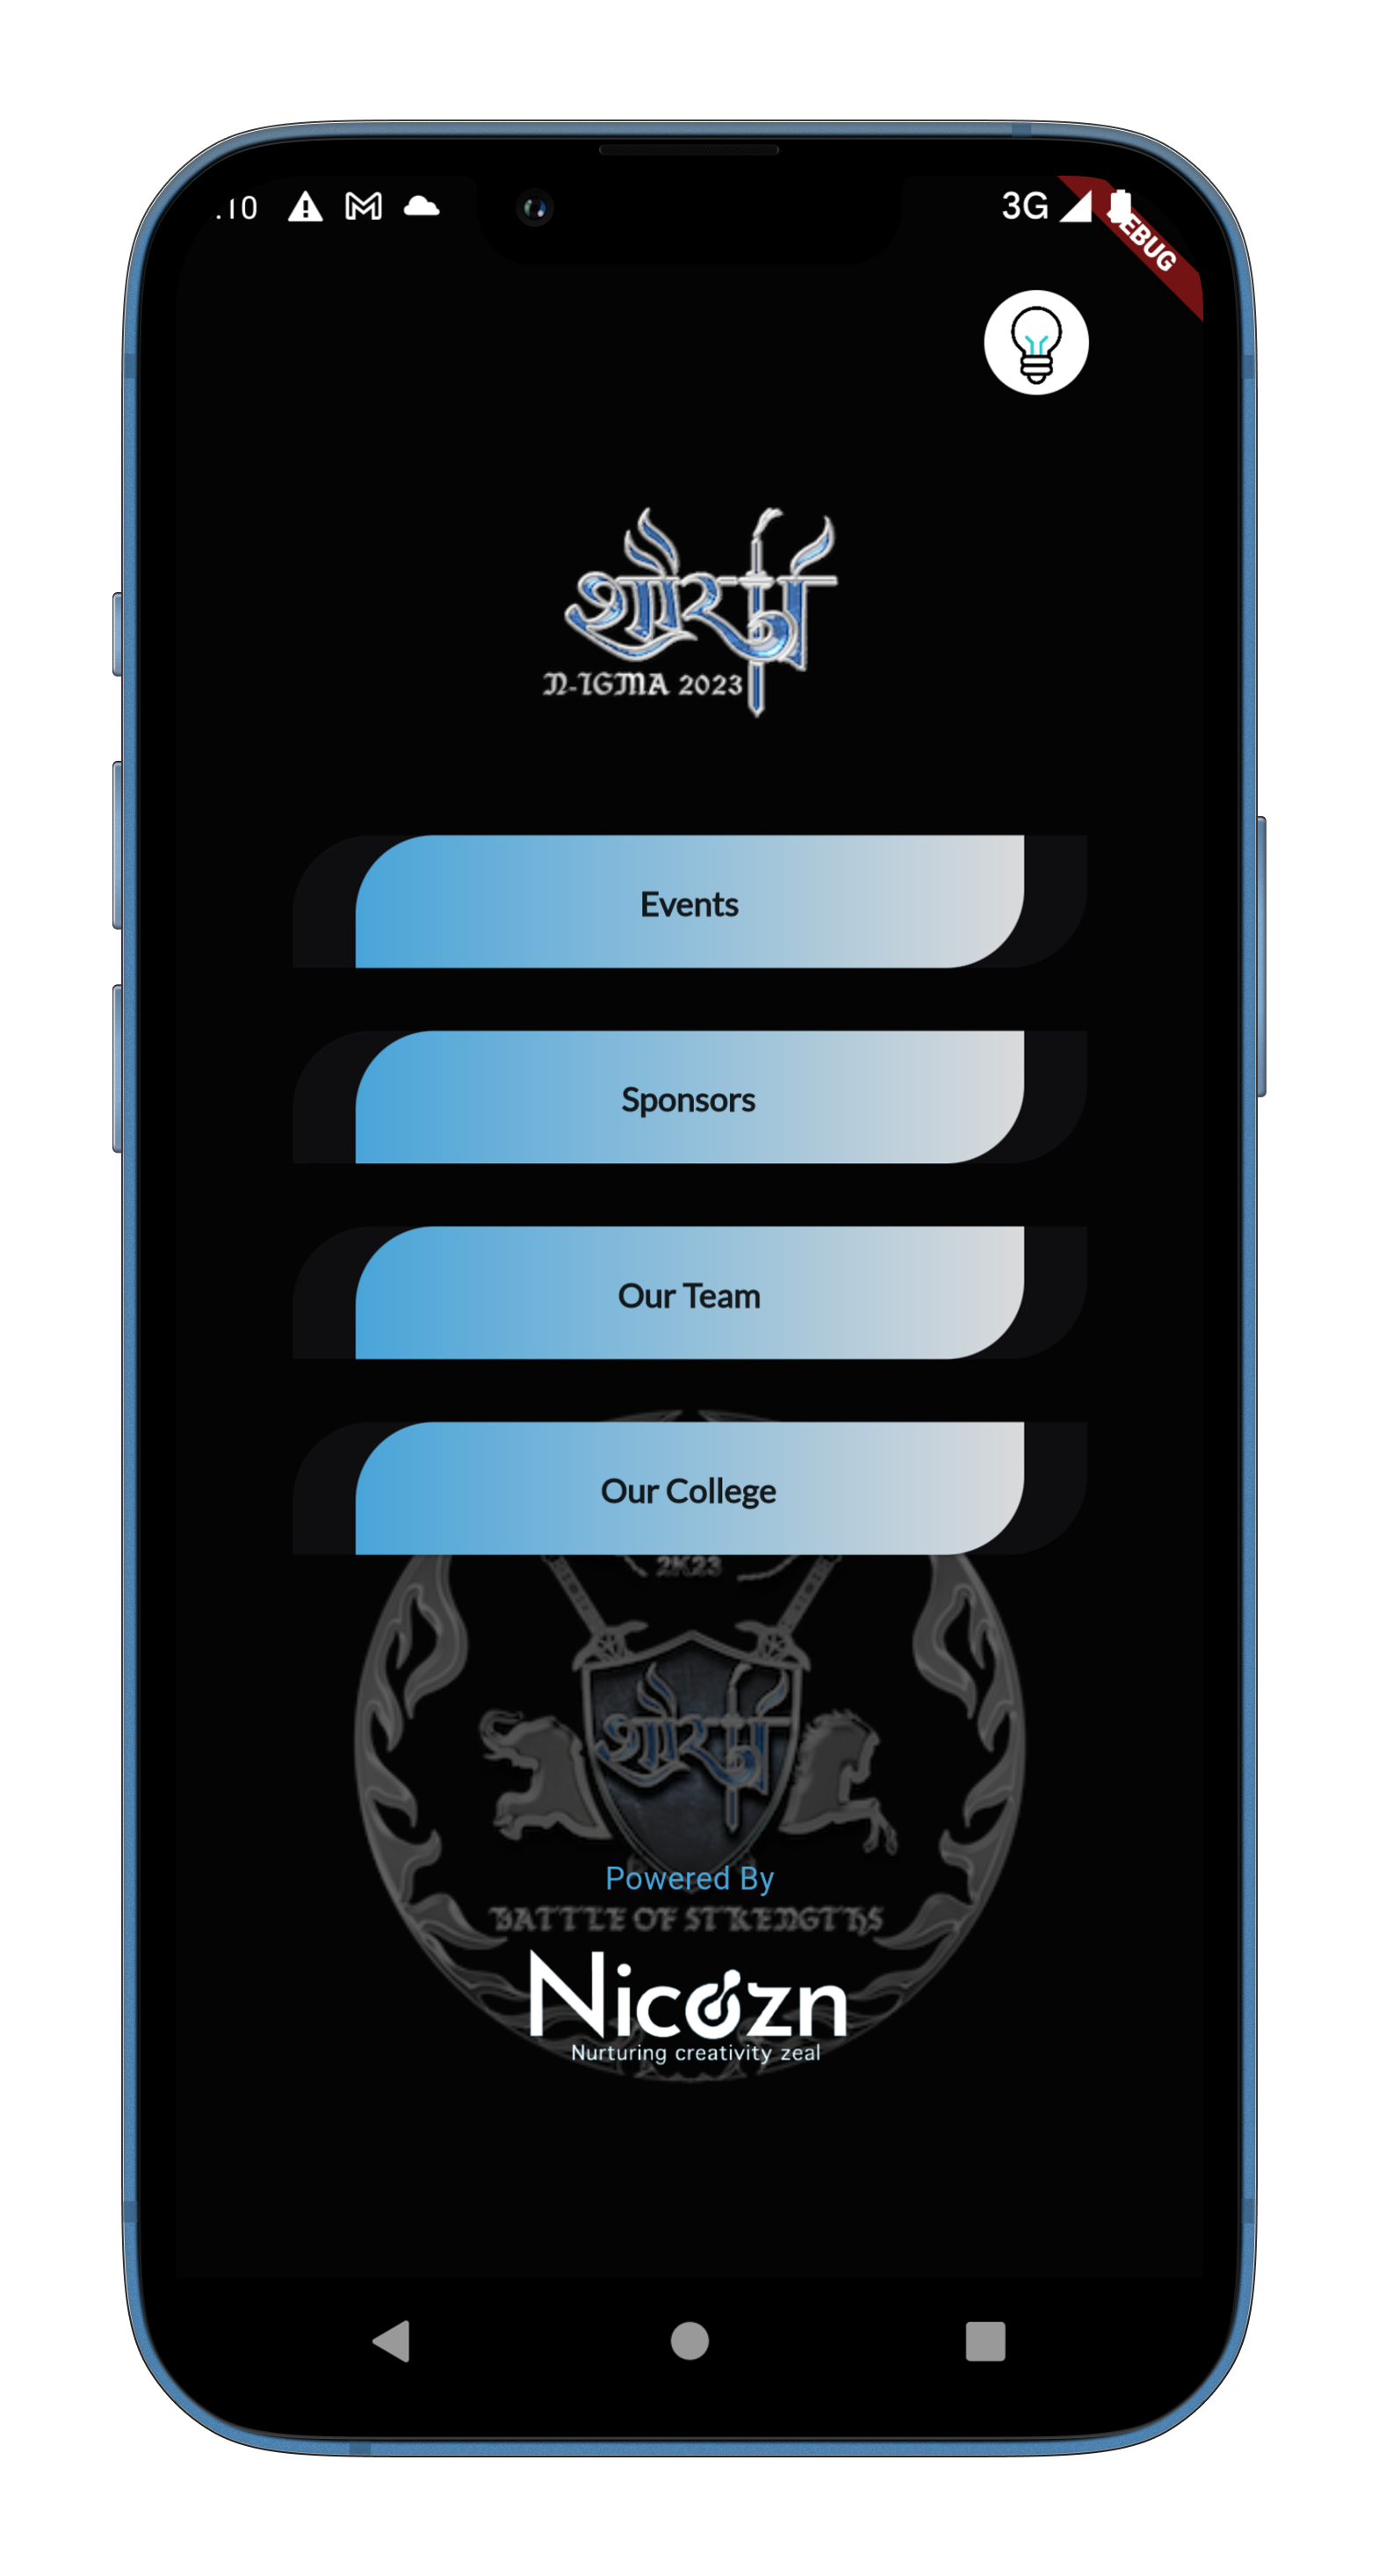 .10
3G
DEBUG
शौर्य
N-IGMA 2023
Events
Sponsors
Our Team
Our College
2K23
शौर्य
Powered By
BATTLE OF STRENGTHS
Nicozn
Nurturing creativity zeal